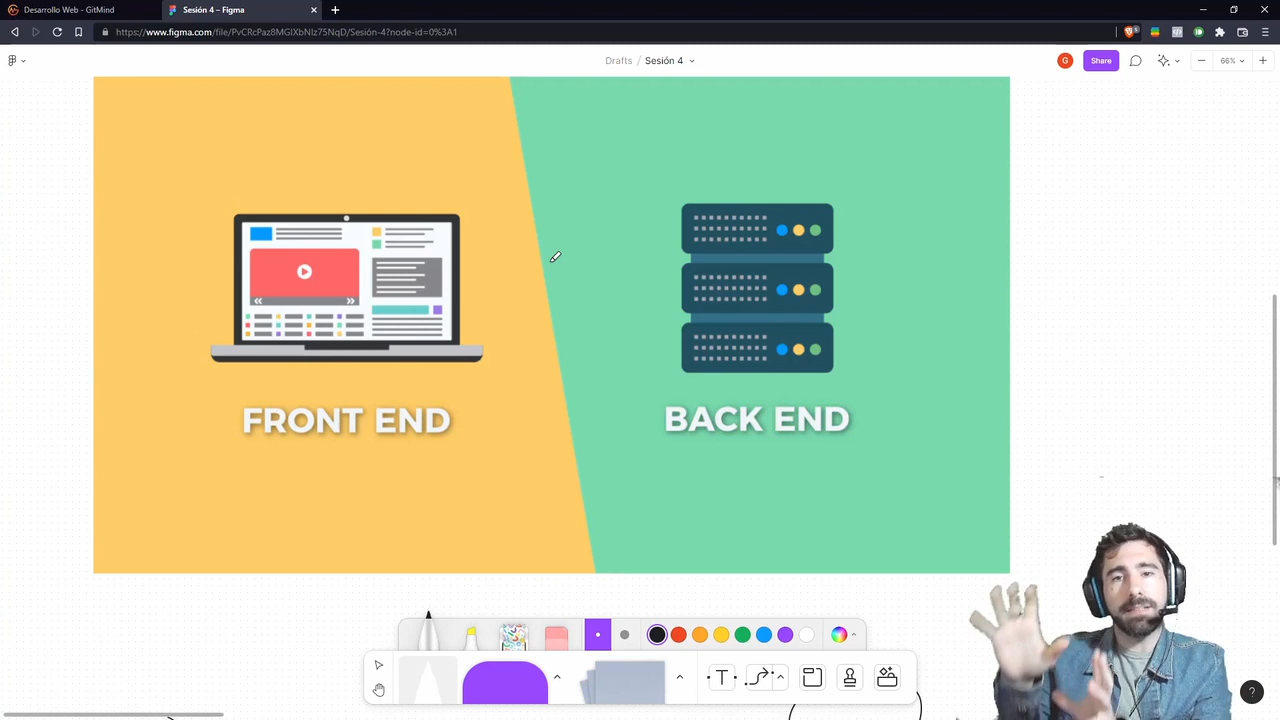 Desarrollo Web - GitMind
Sesión 4 – Figma
https://www.figma.com/file/PvCRcPaz8MGIXbNIz75NqD/Sesión-4?node-id=0%3A1
Drafts / Sesión 4
G
Share
66%
FRONT END
BACK END
T
?